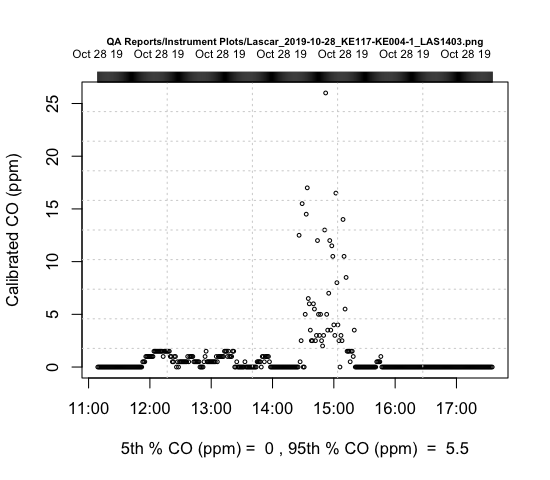 QA Reports/Instrument Plots/Lascar_2019-10-28_KE117-KE004-1_LAS1403.png
Oct 28 19 Oct 28 19 Oct 28 19 Oct 28 19 Oct 28 19 Oct 28 19 Oct 28 19
25
20
15
10
5
0
Calibrated CO (ppm)
11:00 12:00 13:00 14:00 15:00 16:00 17:00
5th % CO (ppm) = 0 , 95th % CO (ppm) = 5.5